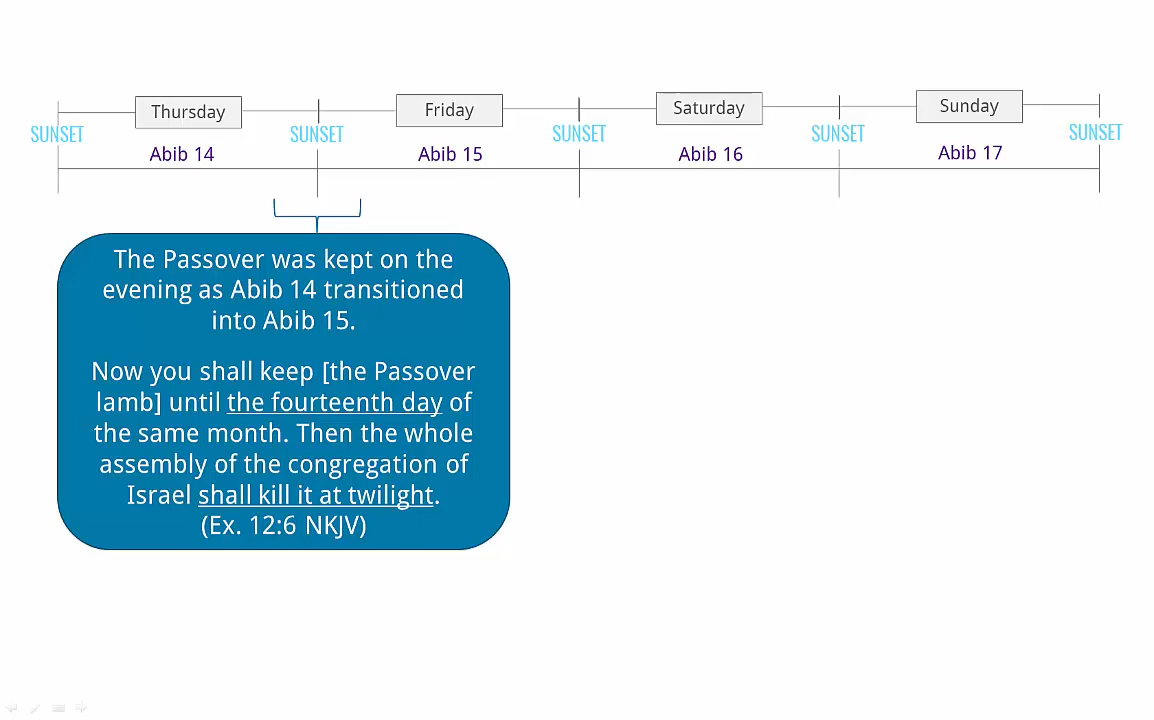 Thursday Friday Saturday Sunday
SUNSET SUNSET SUNSET SUNSET SUNSET
Abib 14 Abib 15 Abib 16 Abib 17
The Passover was kept on the
evening as Abib 14 transitioned
into Abib 15.
Now you shall keep [the Passover
lamb] until the fourteenth day of
the same month. Then the whole
assembly of the congregation of
Israel shall kill it at twilight.
(Ex. 12:6 NKJV)